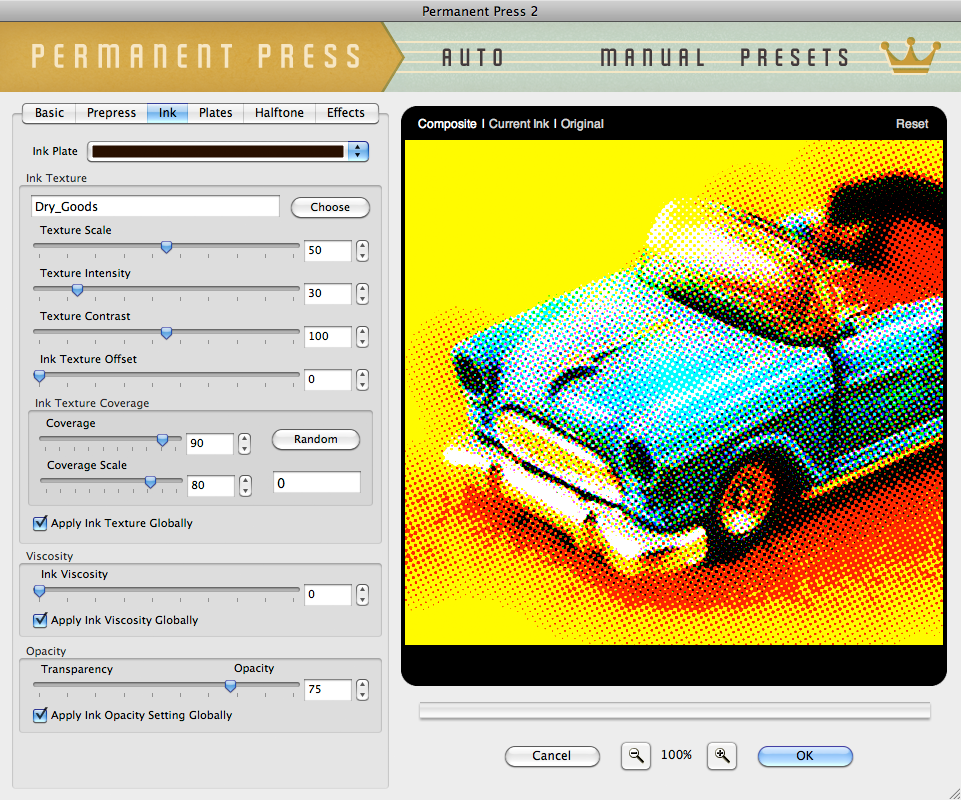 Permanent Press 2
PERMANENT PRESS
AUTO MANUAL PRESETS
Basic Prepress Ink Plates Halftone Effects
Ink Plate
Ink Texture
Dry_Goods Choose
Texture Scale
50
Texture Intensity
30
Texture Contrast
100
Ink Texture Offset
0
Ink Texture Coverage
Coverage
90 Random
Coverage Scale
80 0
Apply Ink Texture Globally
Viscosity
Ink Viscosity
0
Apply Ink Viscosity Globally
Opacity
Transparency Opacity
75
Apply Ink Opacity Setting Globally
Composite | Current Ink | Original Reset
Cancel 100% OK